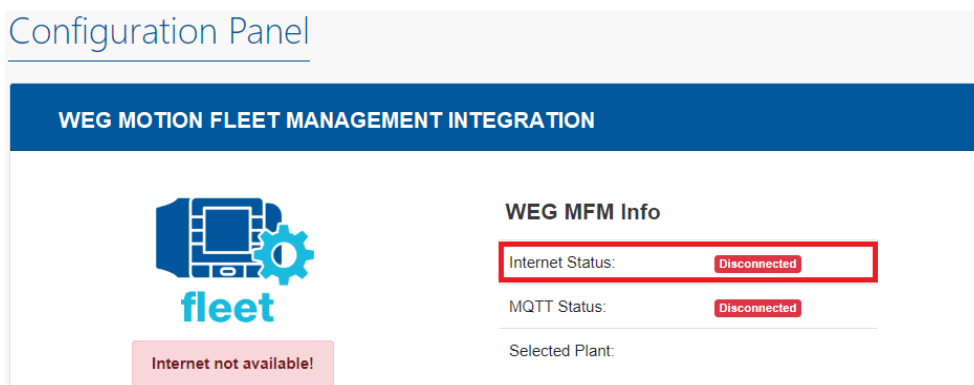 Configuration Panel
WEG MOTION FLEET MANAGEMENT INTEGRATION
fleet
Internet not available!
WEG MFM Info
Internet Status: Disconnected
MQTT Status: Disconnected
Selected Plant: